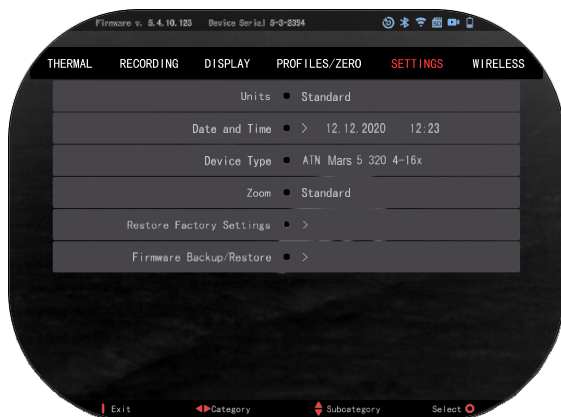 Firmware v. 5.4.10.123 Device Serial 5-3-2354
THERMAL RECORDING DISPLAY PROFILES/ZERO SETTINGS WIRELESS
Units Standard
Date and Time > 12.12.2020 12:23
Device Type ATN Mars 5 320 4-16x
Zoom Standard
Restore Factory Settings >
Firmware Backup/Restore >
Exit Category Subcategory Select